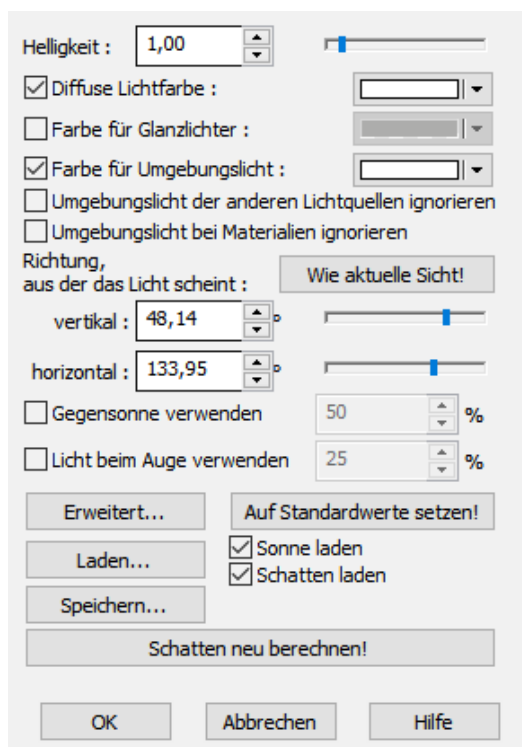 Helligkeit : 1,00
Diffuse Lichtfarbe :
Farbe für Glanzlichter :
Farbe für Umgebungslicht :
Umgebungslicht der anderen Lichtquellen ignorieren
Umgebungslicht bei Materialien ignorieren
Richtung,
aus der das Licht scheint : Wie aktuelle Sicht!
vertikal : 48,14 °
horizontal : 133,95 °
Gegensonne verwenden 50 %
Licht beim Auge verwenden 25 %
Erweitert... Auf Standardwerte setzen!
Laden... Sonne laden
Schatten laden
Speichern...
Schatten neu berechnen!
OK Abbrechen Hilfe